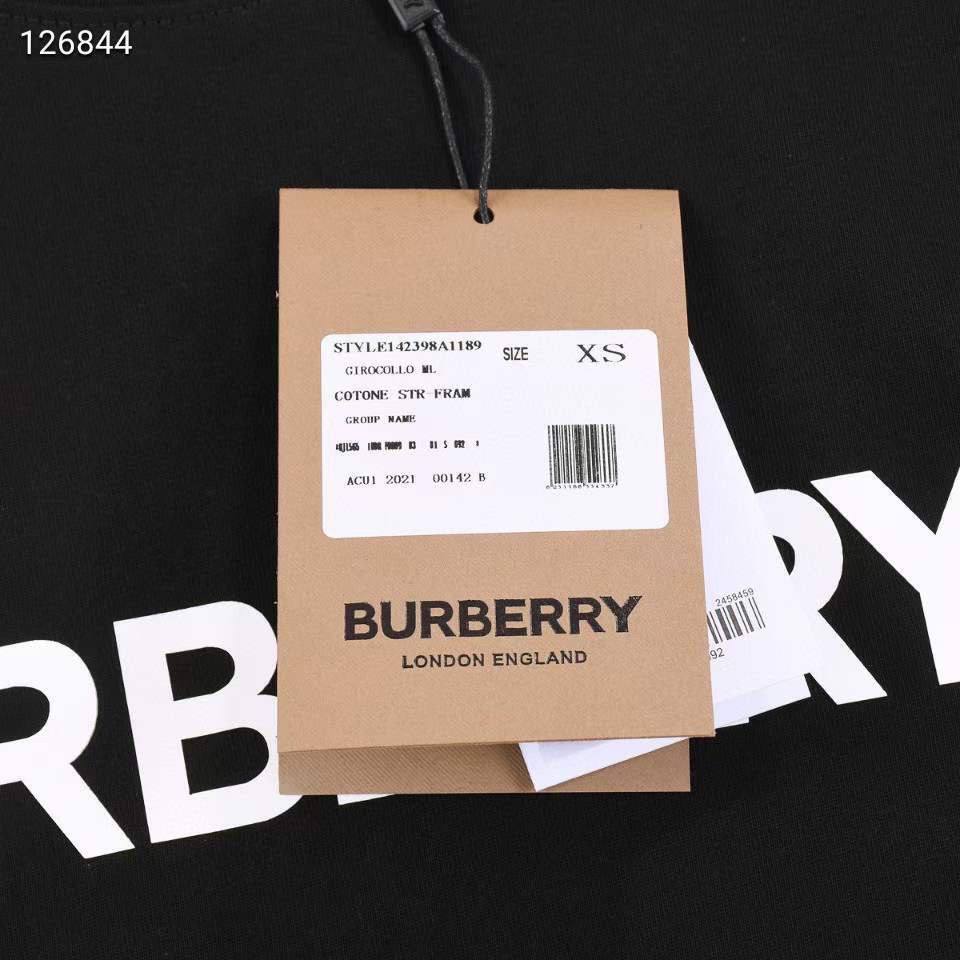 126844
STYLE142398A1189
SIZE XS
GIROCOLLO ML
COTONE STR-FRAM
GROUP NAME
ACU1 2021 00142 B
BURBERRY
LONDON ENGLAND
2458459
92
RB RY